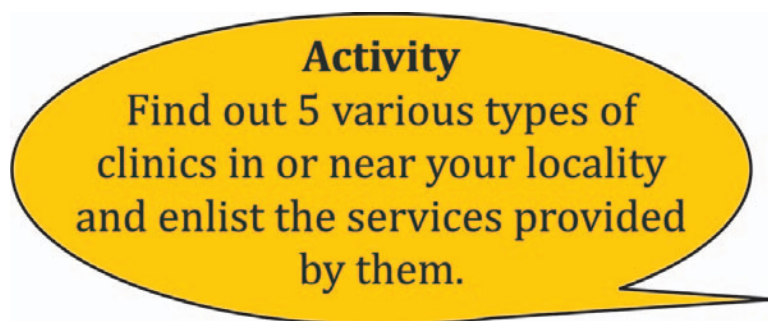 Activity
Find out 5 various types of
clinics in or near your locality
and enlist the services provided
by them.